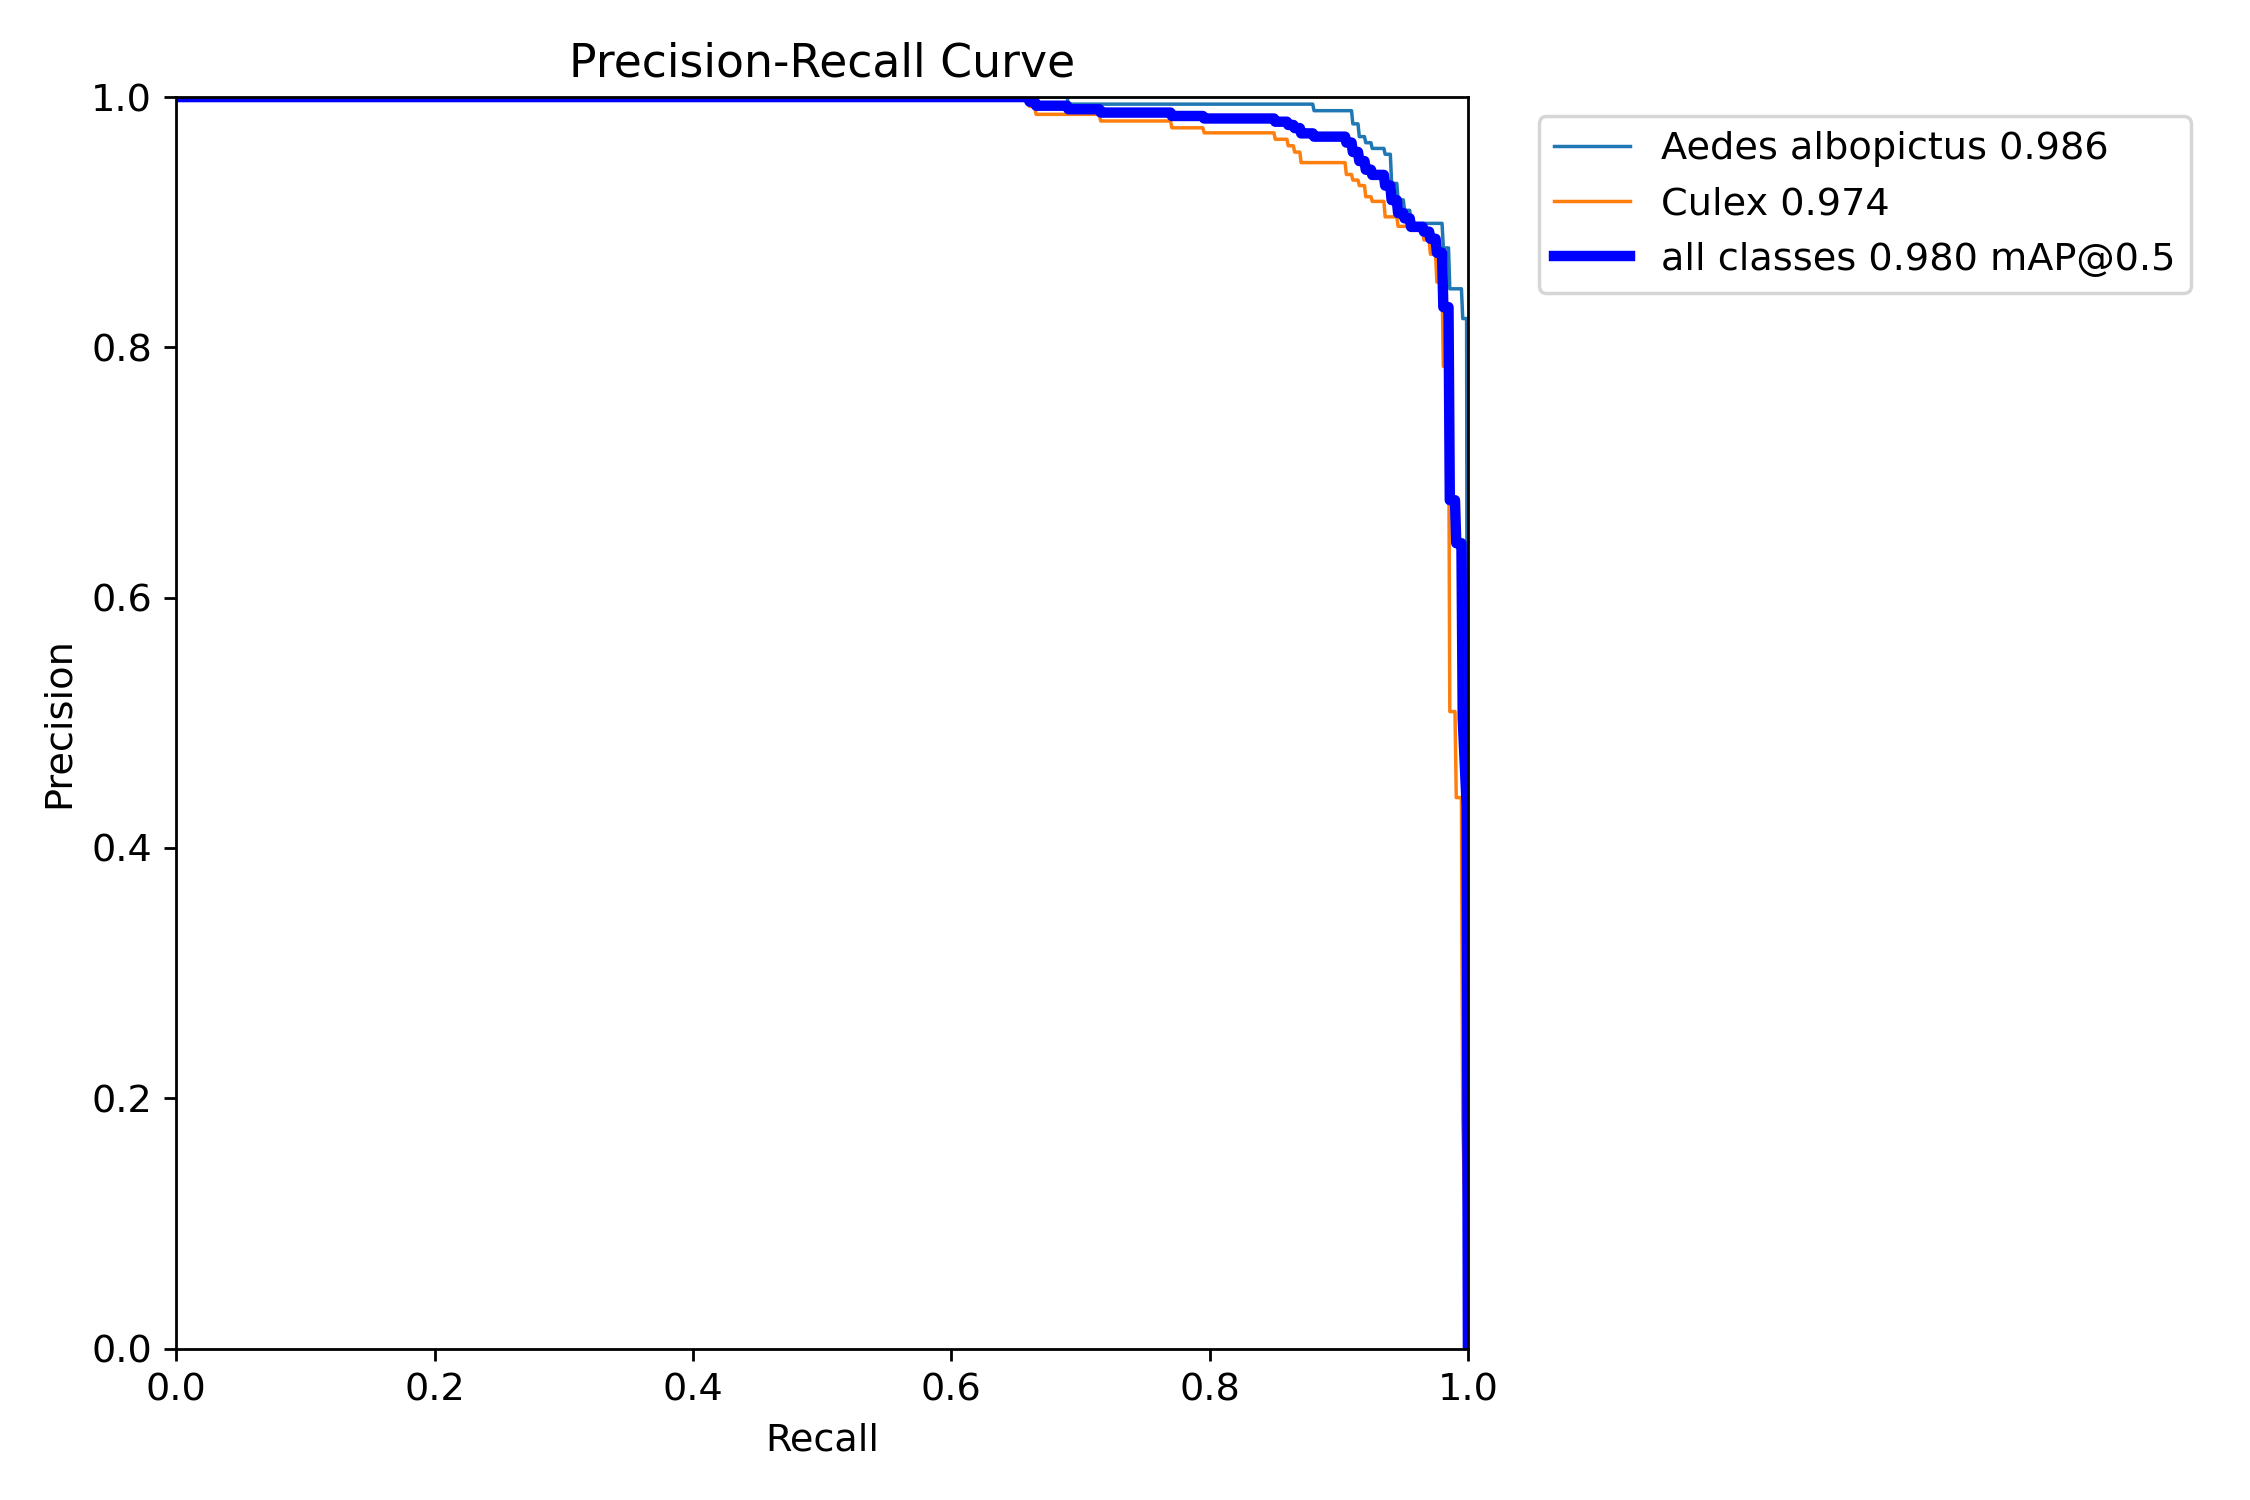 Precision-Recall Curve
1.0
0.8
0.6
0.4
0.2
0.0
Precision
0.0 0.2 0.4 0.6 0.8 1.0
Recall
Aedes albopictus 0.986
Culex 0.974
all classes 0.980 mAP@0.5